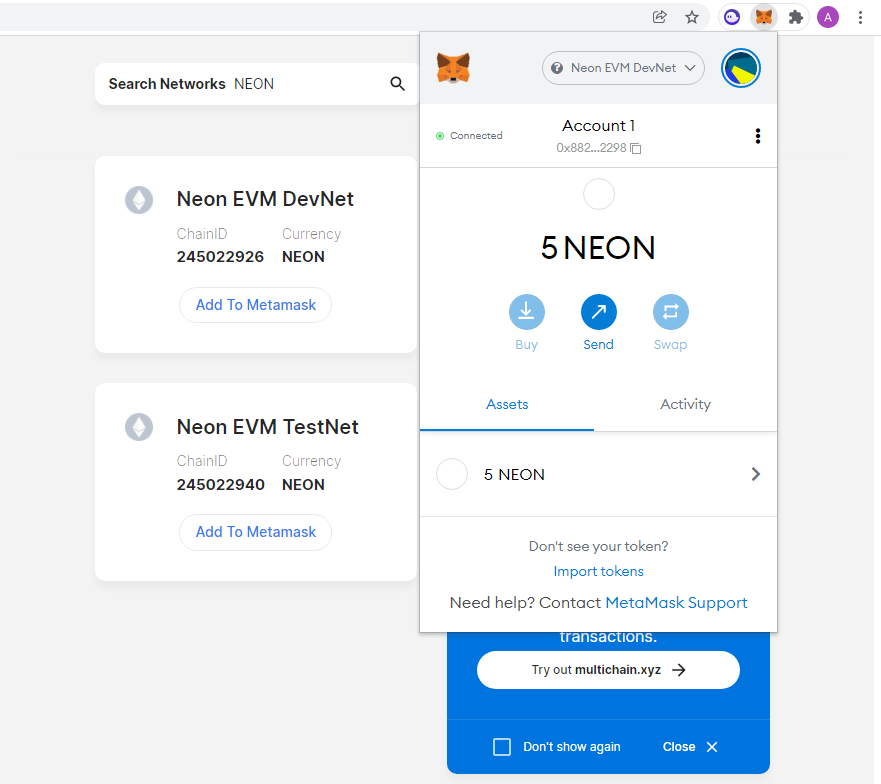 A
Search Networks NEON
Neon EVM DevNet
ChainID Currency
245022926 NEON
Add To Metamask
Neon EVM TestNet
ChainID Currency
245022940 NEON
Add To Metamask
? Neon EVM DevNet
Connected
Account 1
0x882...2298
5 NEON
Buy Send Swap
Assets Activity
5 NEON
Don't see your token?
Import tokens
Need help? Contact MetaMask Support
transactions.
Try out multichain.xyz →
Don't show again Close ✕